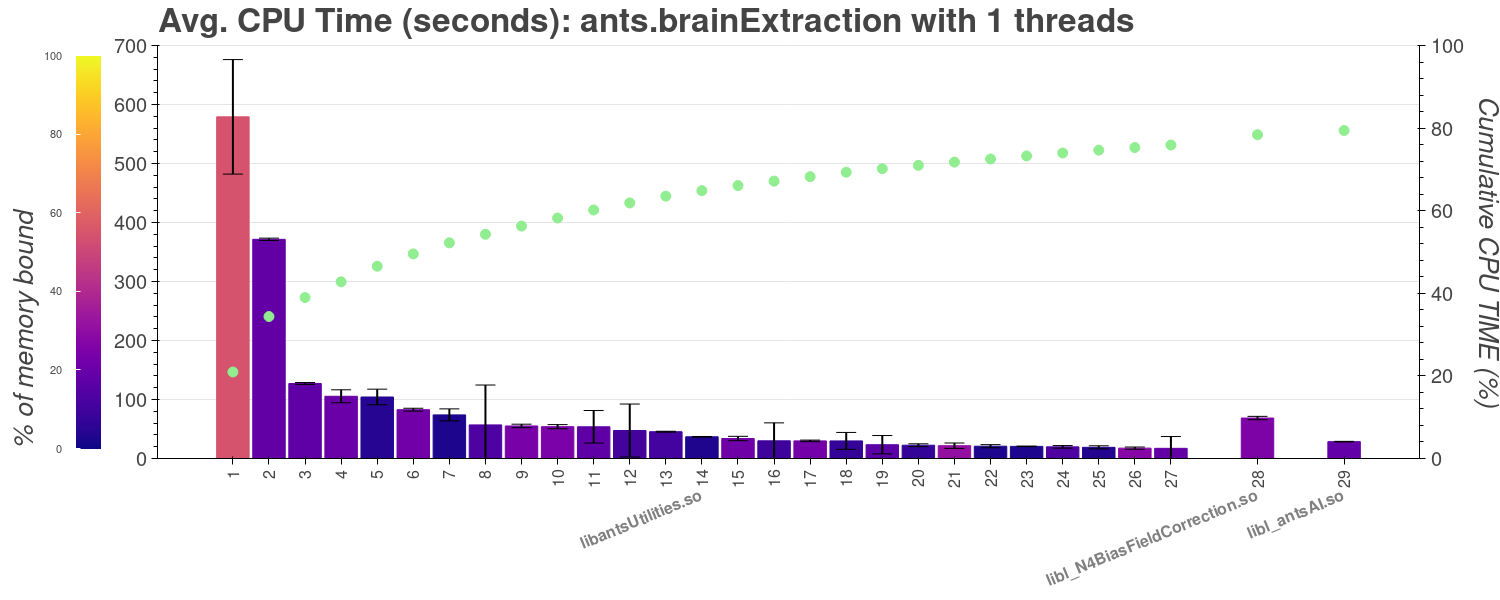 Avg. CPU Time (seconds): ants.brainExtraction with 1 threads
% of memory bound
100
80
60
40
20
0
700
600
500
400
300
200
100
0
100
80
60
40
20
0
Cumulative CPU TIME (%)
1 2 3 4 5 6 7 8 9 10 11 12 13 14 15 16 17 18 19 20 21 22 23 24 25 26 27 28 29
libantsUtilities.so
libl_N4BiasFieldCorrection.so
libl_antsAI.so